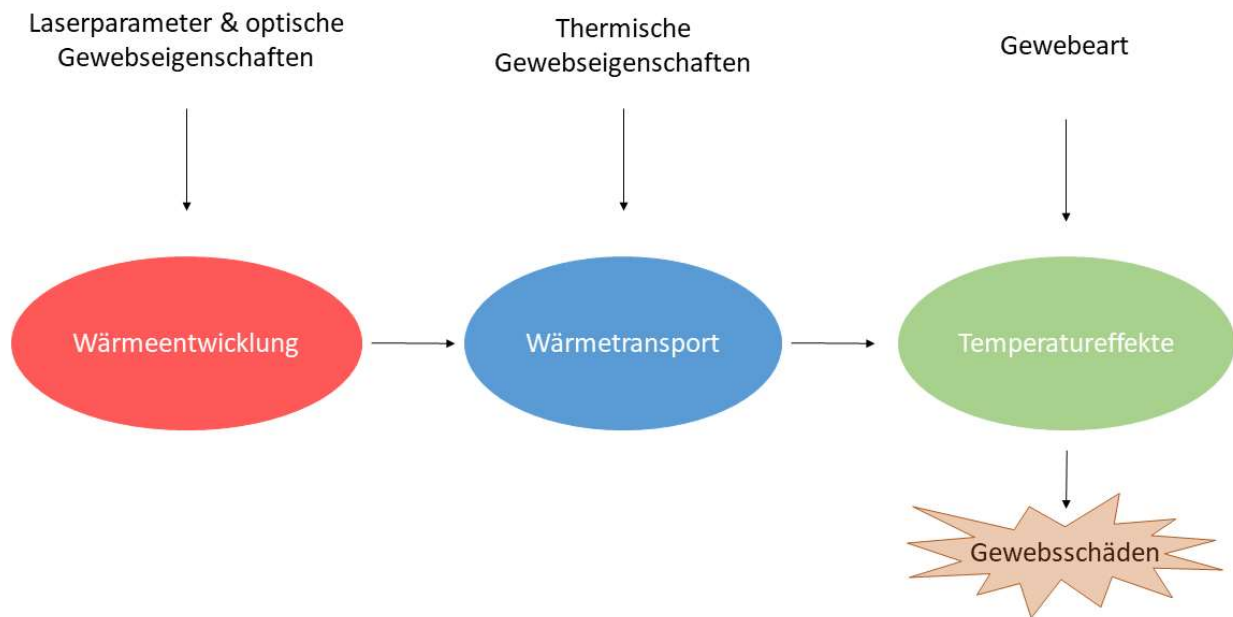 Laserparameter & optische
Gewebseigenschaften
Thermische
Gewebseigenschaften
Gewebeart
Wärmeentwicklung
Wärmetransport
Temperatureffekte
Gewebsschäden